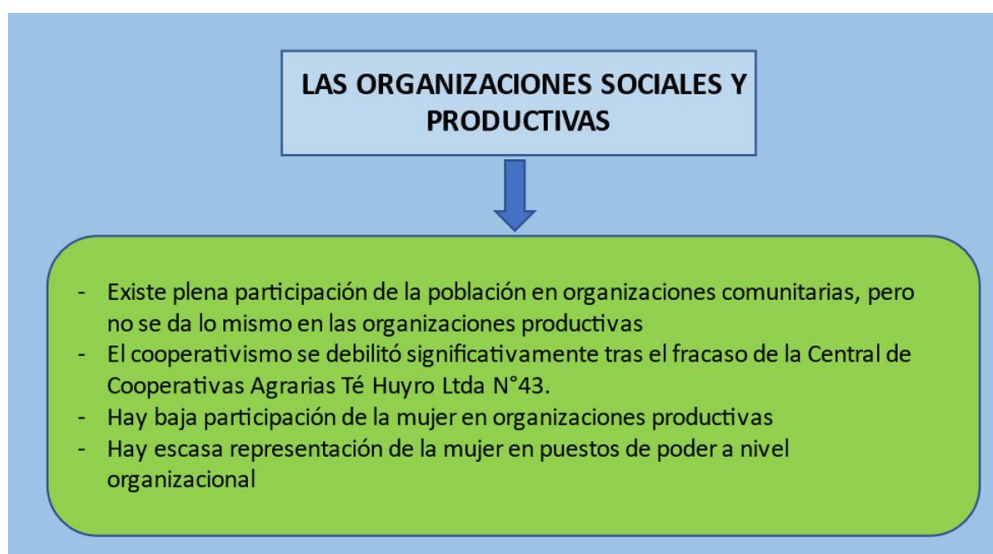 LAS ORGANIZACIONES SOCIALES Y
PRODUCTIVAS
- Existe plena participación de la población en organizaciones comunitarias, pero
no se da lo mismo en las organizaciones productivas
- El cooperativismo se debilitó significativamente tras el fracaso de la Central de
Cooperativas Agrarias Té Huyro Ltda N°43.
- Hay baja participación de la mujer en organizaciones productivas
- Hay escasa representación de la mujer en puestos de poder a nivel
organizacional